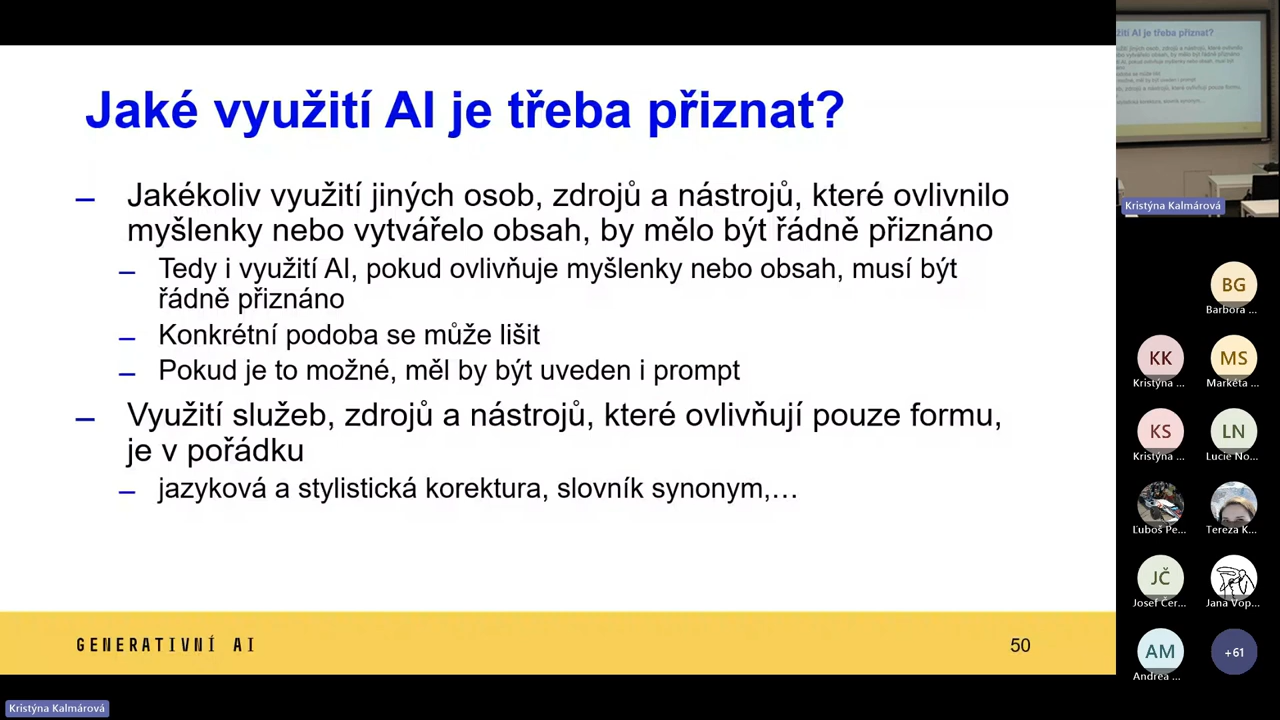 Jaké využití AI je třeba přiznat?
– Jakékoliv využití jiných osob, zdrojů a nástrojů, které ovlivnilo
myšlenky nebo vytvářelo obsah, by mělo být řádně přiznáno
– Tedy i využití AI, pokud ovlivňuje myšlenky nebo obsah, musí být
řádně přiznáno
– Konkrétní podoba se může lišit
– Pokud je to možné, měl by být uveden i prompt
– Využití služeb, zdrojů a nástrojů, které ovlivňují pouze formu,
je v pořádku
– jazyková a stylistická korektura, slovník synonym,…
GENERATIVNÍ AI
50
Kristýna Kalmárová
ití AI je třeba přiznat?
Kristýna Kalmárová
BG
Barbora ...
KK
Kristýna ...
MS
Markéta ...
KS
Kristýna ...
LN
Lucie No...
Ľuboš Pe...
Tereza K...
JČ
Josef Čer...
Jana Vop...
AM
Andrea ...
+61